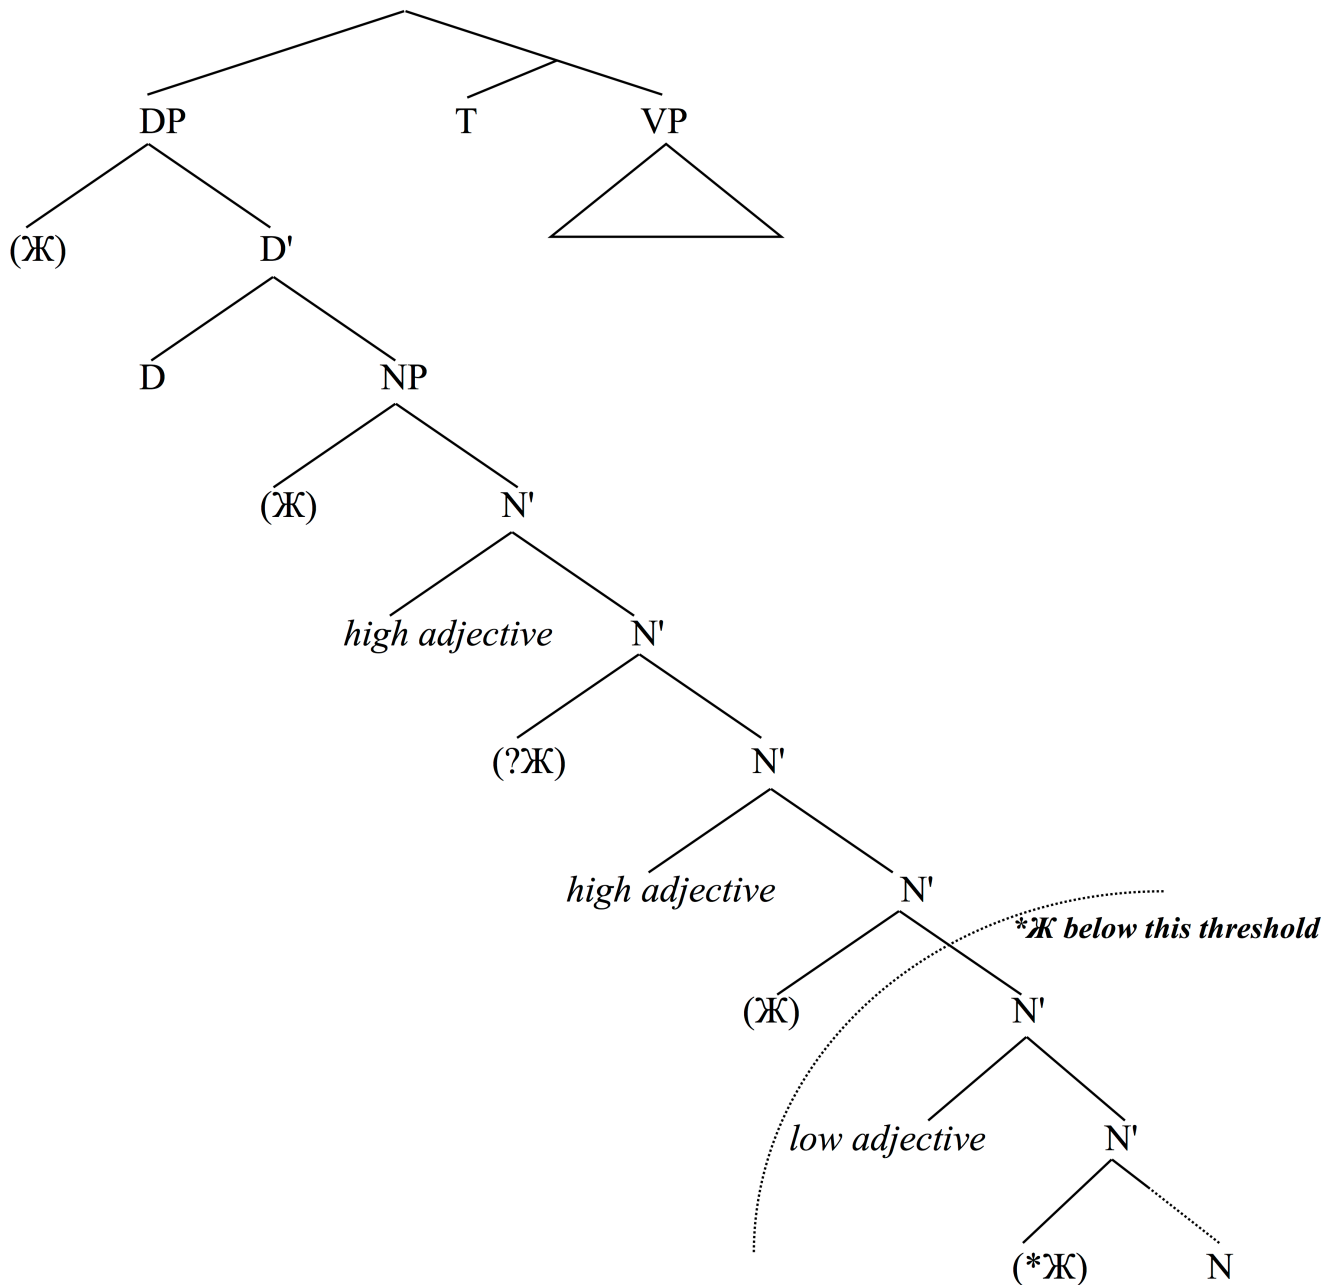 DP T VP
(Ж) D'
D NP
(Ж) N'
high adjective N'
(?Ж) N'
high adjective N'
*Ж below this threshold
(Ж) N'
low adjective N'
(*Ж) N